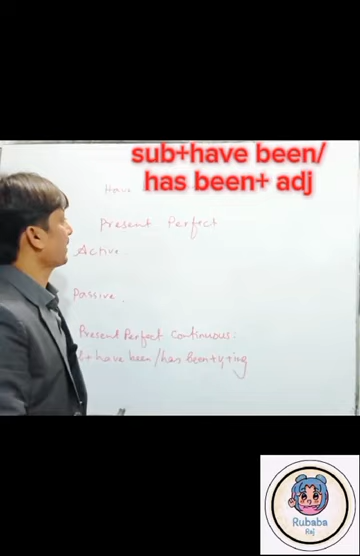 sub+have been/
has been+ adj
Have
Present Perfect
Active
Passive.
Present Perfect Continuous:
+ have been/has been+v,+ing
Rubaba
Raj